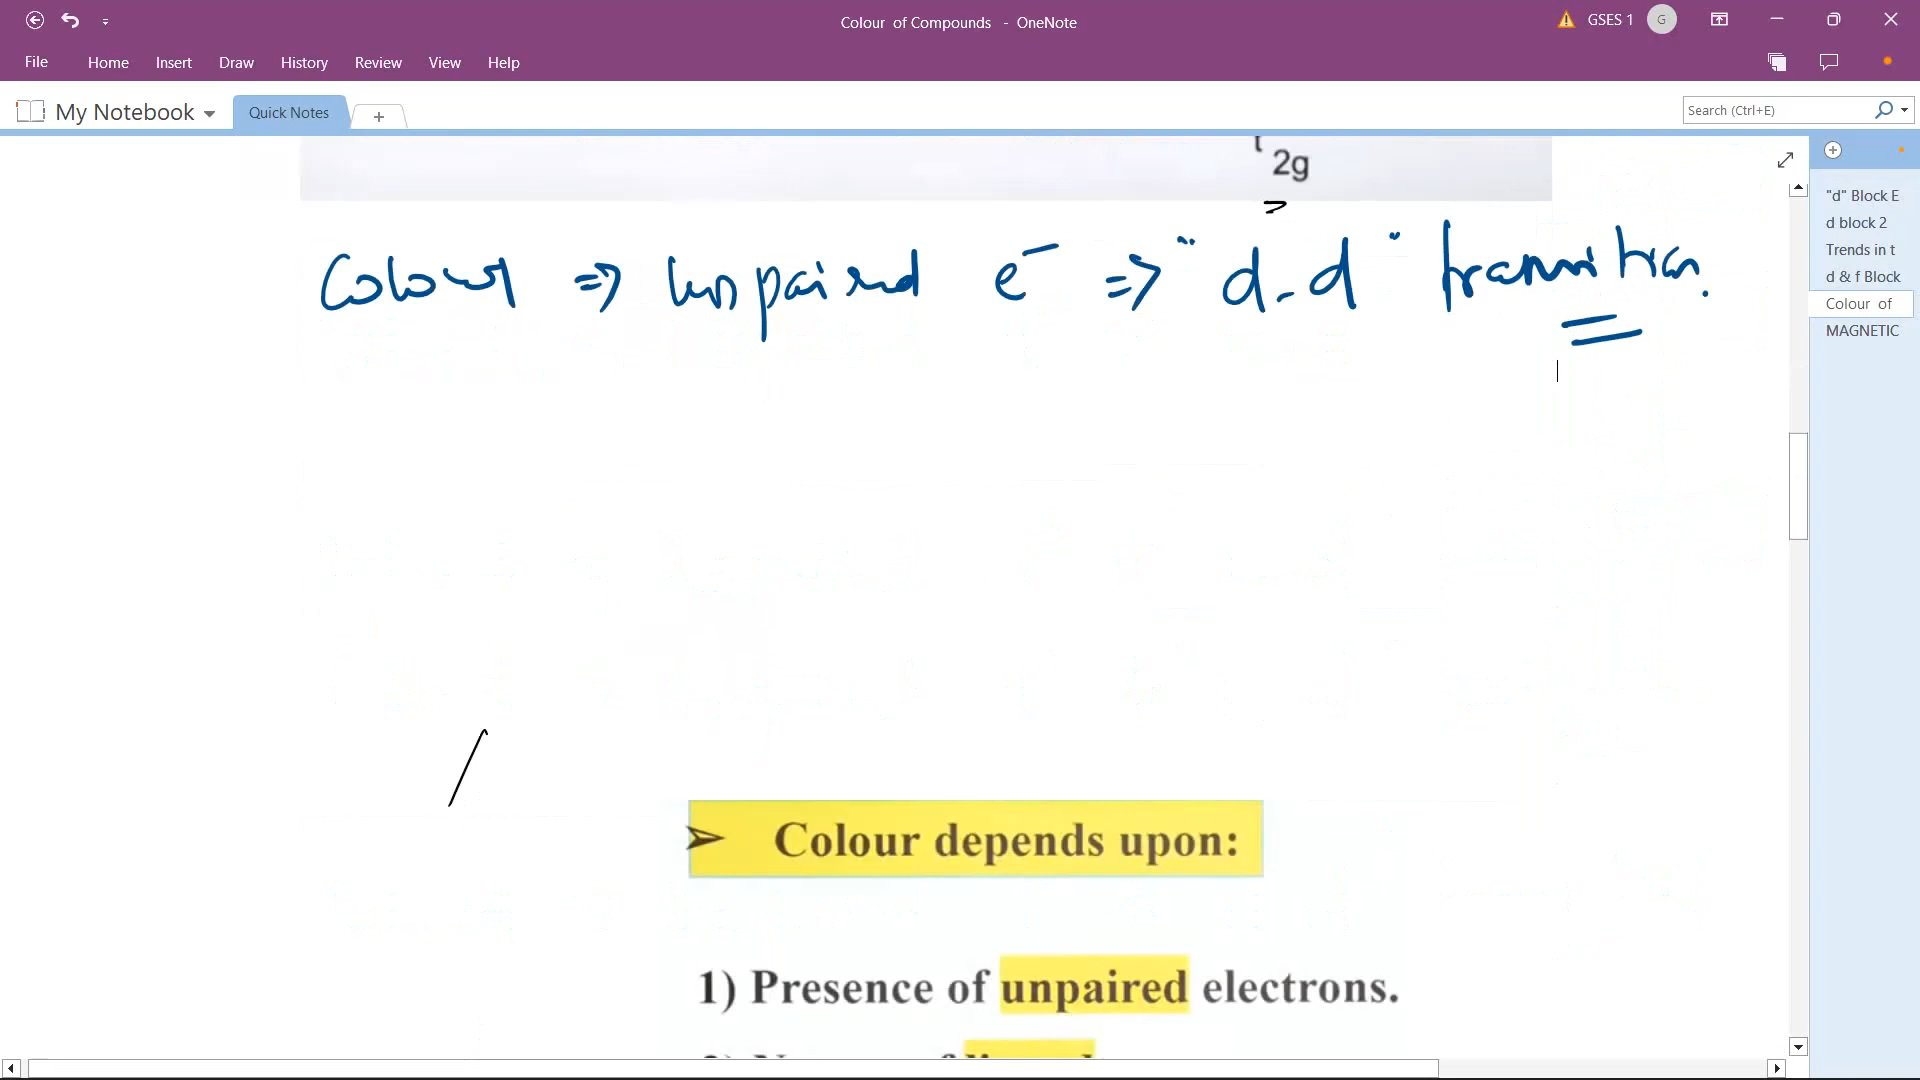 Colour of Compounds - OneNote
GSES 1
G
File Home Insert Draw History Review View Help
My Notebook
Quick Notes
+
Search (Ctrl+E)
"d" Block E
d block 2
Trends in t
d & f Block
Colour of
MAGNETIC
t2g
Colour => unpaired e⁻ => "d-d" transition.
➢ Colour depends upon:
1) Presence of unpaired electrons.